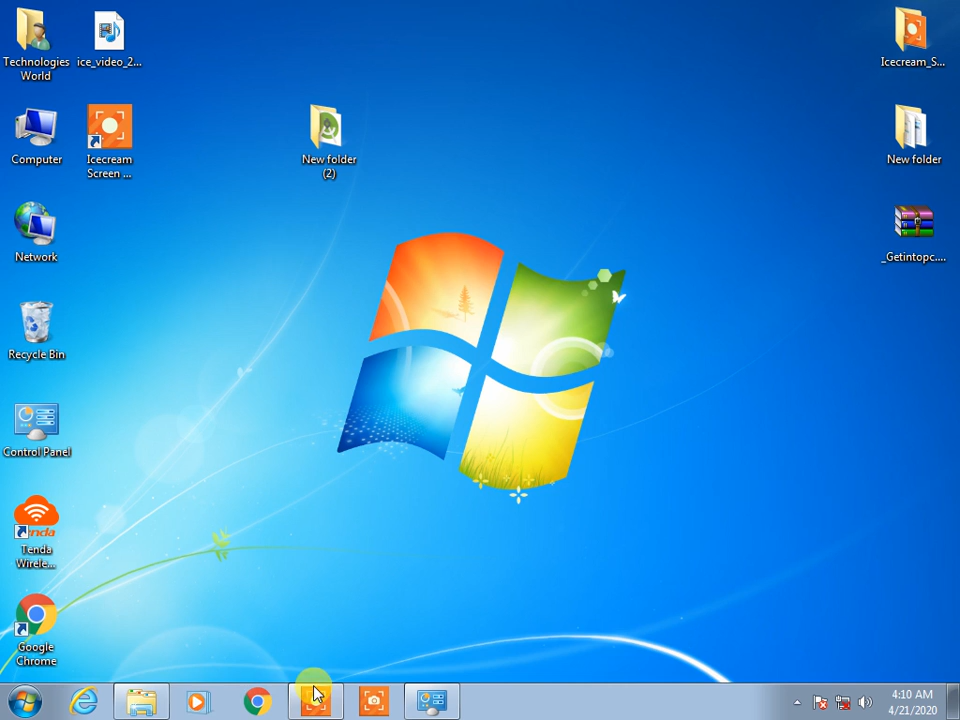 Technologies
World
ice_video_2...
Icecream_S...
Computer
Icecream
Screen ...
New folder
(2)
New folder
Network
_Getintopc....
Recycle Bin
Control Panel
Tenda
Tenda
Wirele...
Google
Chrome
4:10 AM
4/21/2020